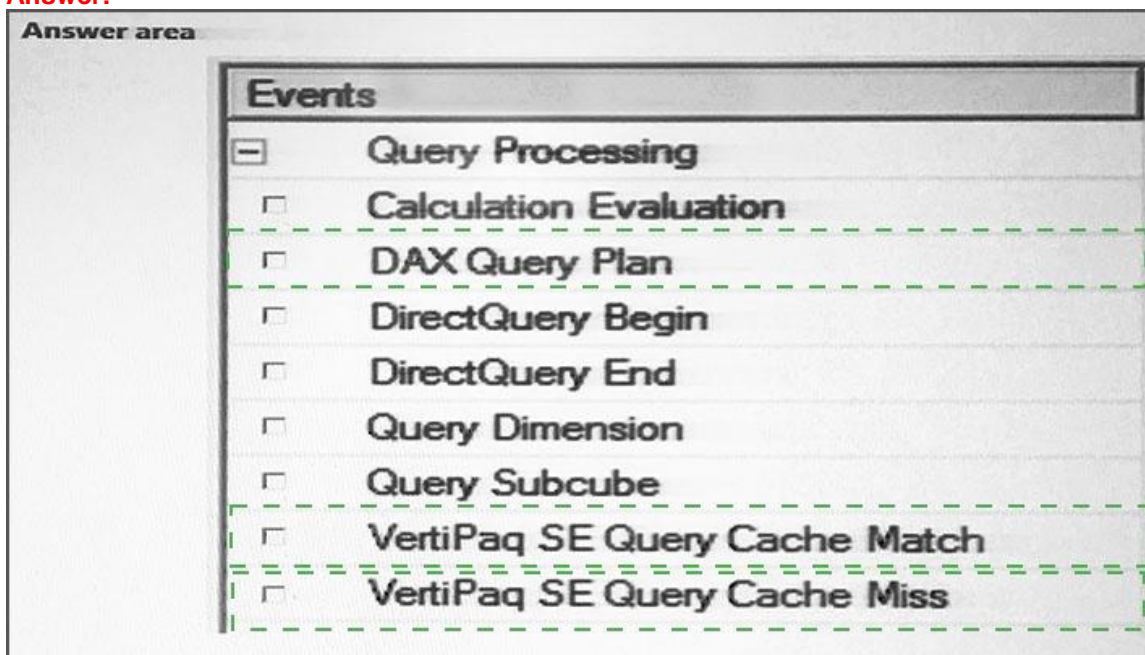 Answer:
Answer area
Events
Query Processing
Calculation Evaluation
DAX Query Plan
DirectQuery Begin
DirectQuery End
Query Dimension
Query Subcube
VertiPaq SE Query Cache Match
VertiPaq SE Query Cache Miss